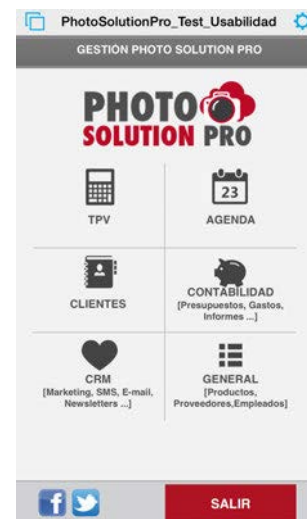 PhotoSolutionPro_Test_Usabilidad
GESTIÓN PHOTO SOLUTION PRO
PHOTO
SOLUTION PRO
TPV
23
AGENDA
CLIENTES
CONTABILIDAD
[Presupuestos, Gastos,
Informes ...]
CRM
[Marketing, SMS, E-mail,
Newsletters ...]
GENERAL
[Productos,
Proveedores,Empleados]
SALIR